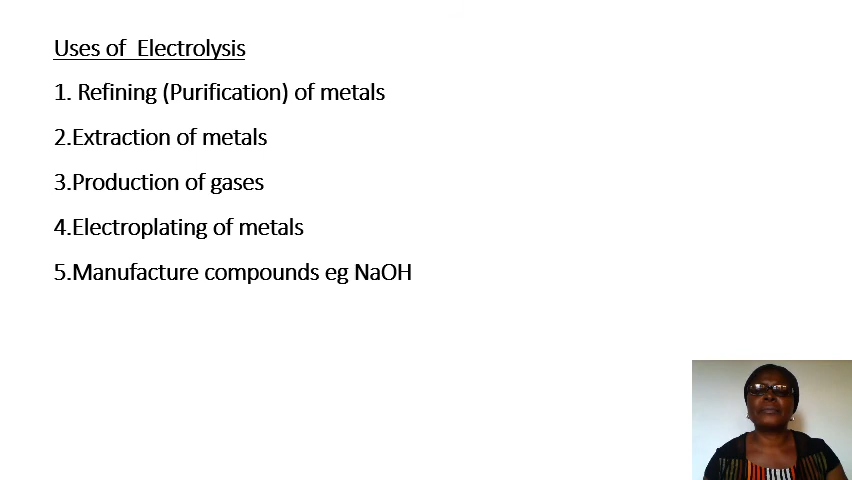 Uses of  Electrolysis
1. Refining (Purification) of metals
2.Extraction of metals
3.Production of gases
4.Electroplating of metals
5.Manufacture compounds eg NaOH